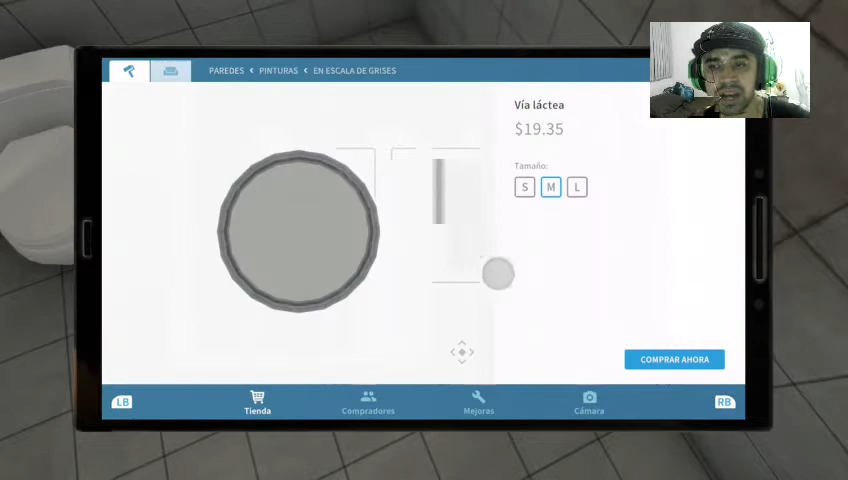 PAREDES < PINTURAS < EN ESCALA DE GRISES
Vía láctea
$19.35
Tamaño:
S M L
COMPRAR AHORA
LB Tienda Compradores Mejoras Cámara RB